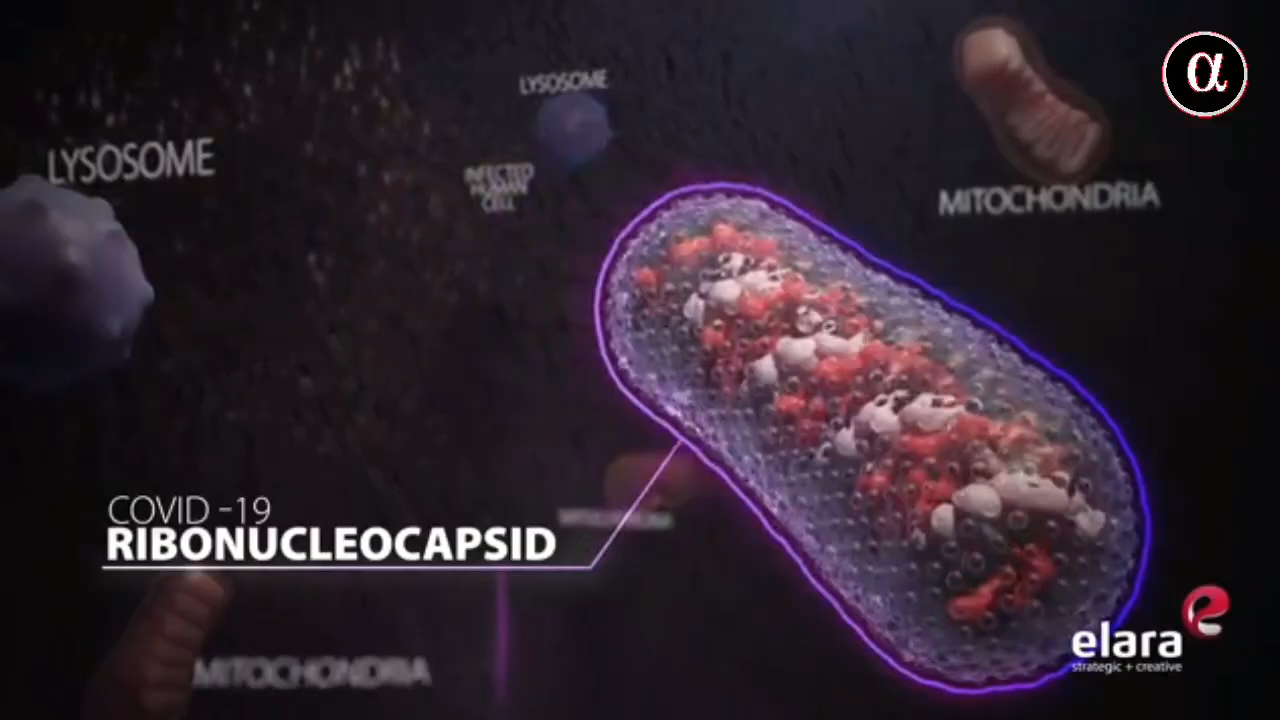 LYSOSOME
α
LYSOSOME
INFECTED
HUMAN
CELL
MITOCHONDRIA
COVID -19
RIBONUCLEOCAPSID
MITOCHONDRIA
elara
strategic + creative